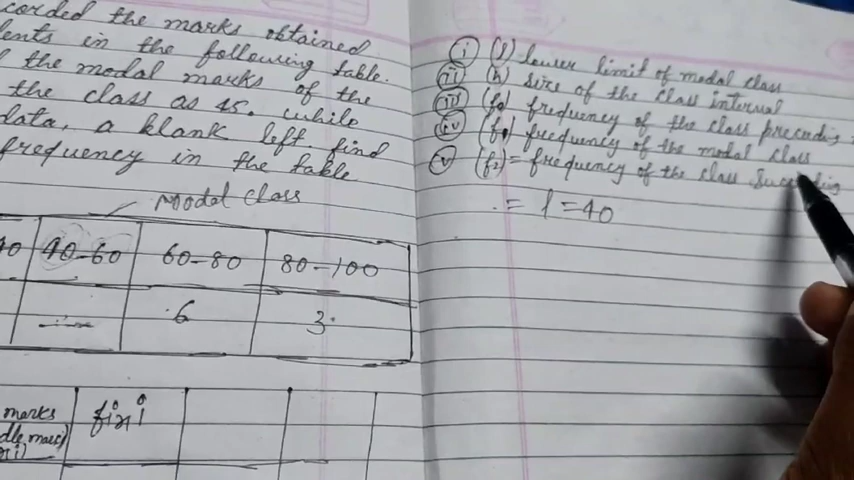 corded the marks obtained
ents in the following table.
the modal marks of the
the class as 45. while
data, a blank left. find
frequency in the table
Modal class
40-60 60-80 80-100
6 3
marks fixi
(i) (l) lower limit of modal class
(ii) (h) size of the class interval
(iii) (f0) frequency of the class preceding
(iv) frequency of the modal class
(v) (f2) = frequency of the class succeeding
= l = 40